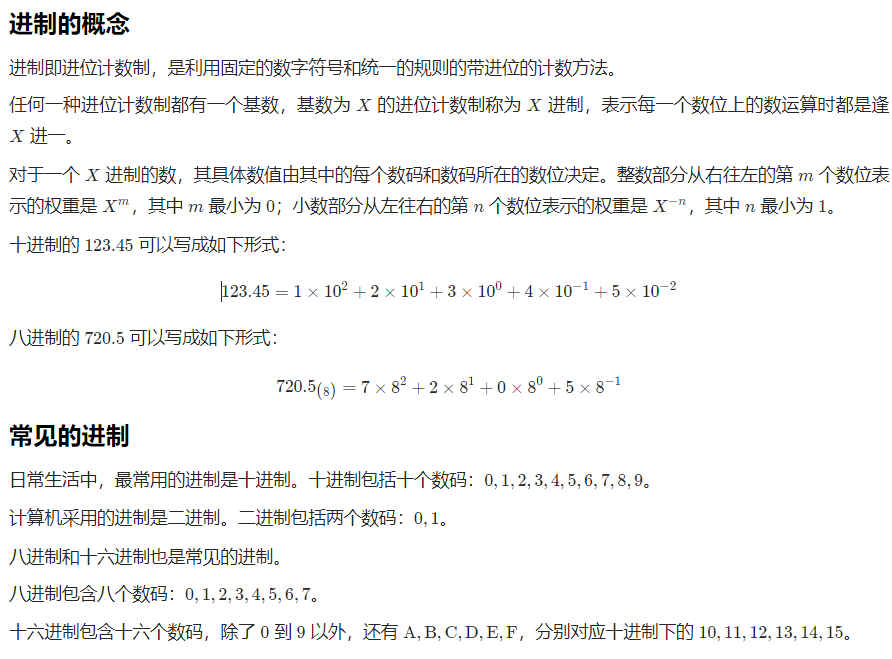 进制的概念
进制即进位计数制，是利用固定的数字符号和统一的规则的带进位的计数方法。
任何一种进位计数制都有一个基数，基数为 X 的进位计数制称为 X 进制，表示每一个数位上的数运算时都是逢
X 进一。
对于一个 X 进制的数，其具体数值由其中的每个数码和数码所在的数位决定。整数部分从右往左的第 m 个数位表
示的权重是 X^m，其中 m 最小为 0；小数部分从左往右的第 n 个数位表示的权重是 X^{-n}，其中 n 最小为 1。
十进制的 123.45 可以写成如下形式：
123.45 = 1 × 10^2 + 2 × 10^1 + 3 × 10^0 + 4 × 10^{-1} + 5 × 10^{-2}
八进制的 720.5 可以写成如下形式：
720.5_{(8)} = 7 × 8^2 + 2 × 8^1 + 0 × 8^0 + 5 × 8^{-1}
常见的进制
日常生活中，最常用的进制是十进制。十进制包括十个数码：0, 1, 2, 3, 4, 5, 6, 7, 8, 9。
计算机采用的进制是二进制。二进制包括两个数码：0, 1。
八进制和十六进制也是常见的进制。
八进制包含八个数码：0, 1, 2, 3, 4, 5, 6, 7。
十六进制包含十六个数码，除了 0 到 9 以外，还有 A, B, C, D, E, F，分别对应十进制下的 10, 11, 12, 13, 14, 15。